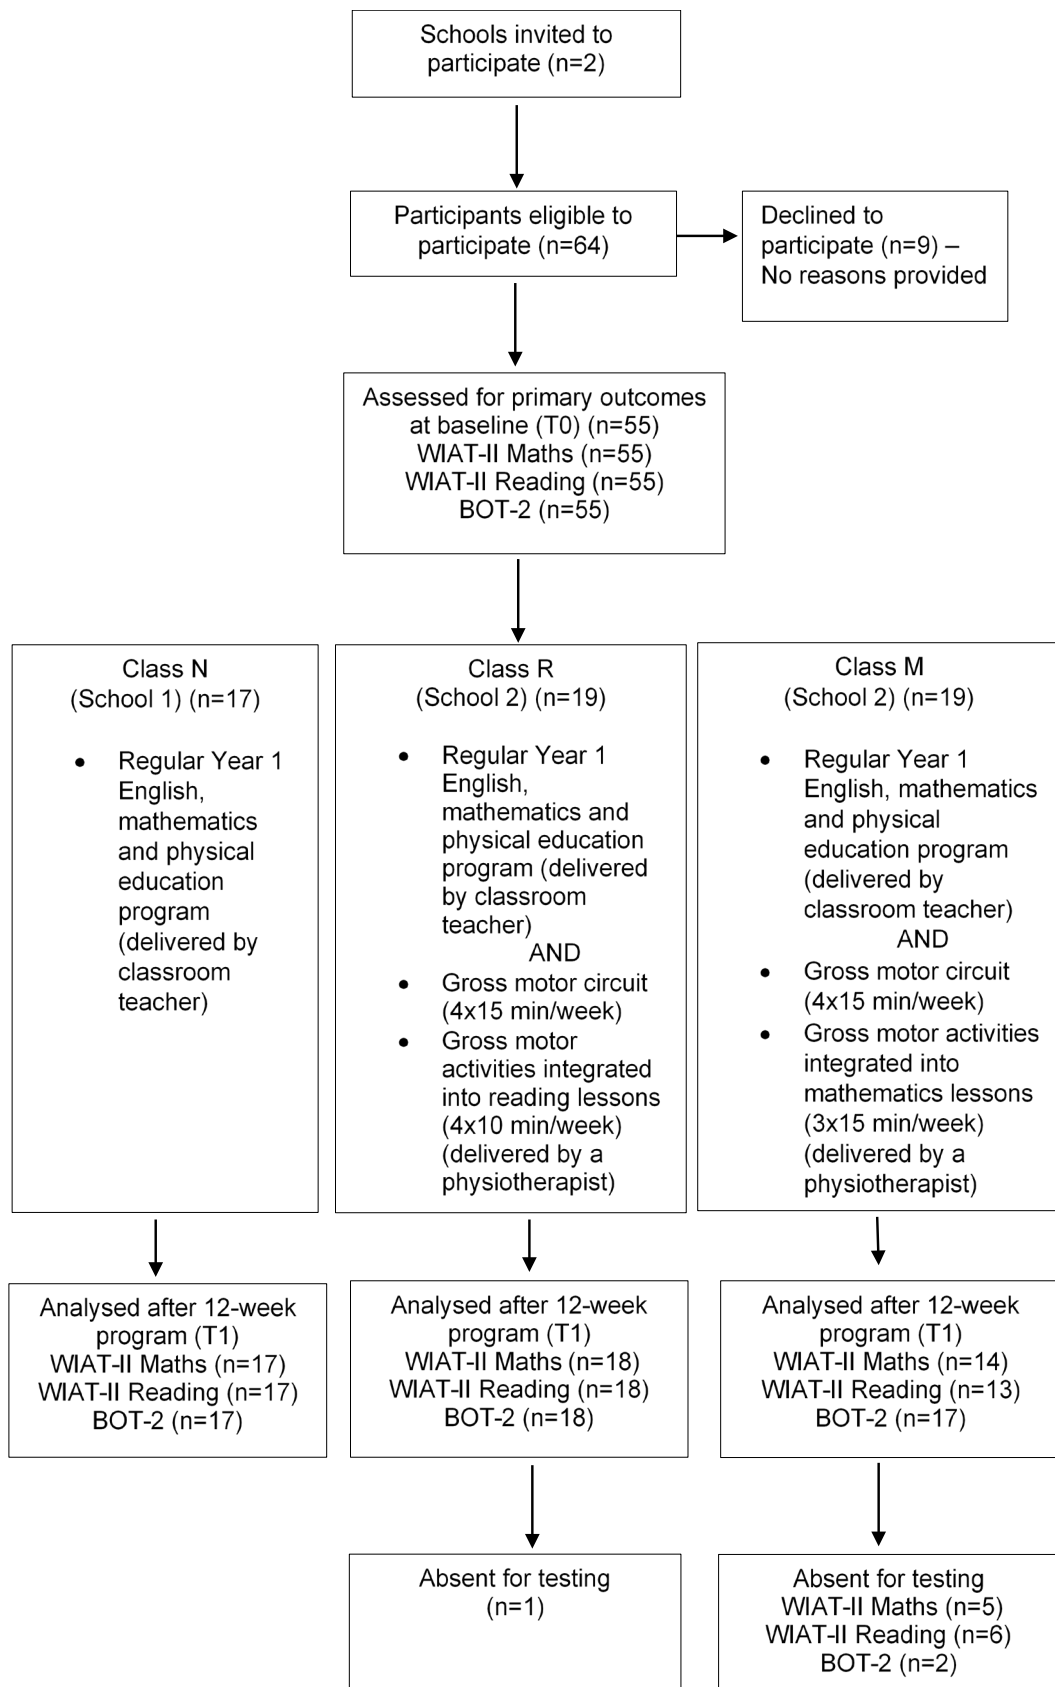 Schools invited to
participate (n=2)
Participants eligible to
participate (n=64)
Declined to
participate (n=9) –
No reasons provided
Assessed for primary outcomes
at baseline (T0) (n=55)
WIAT-II Maths (n=55)
WIAT-II Reading (n=55)
BOT-2 (n=55)
Class N
(School 1) (n=17)
• Regular Year 1
English,
mathematics
and physical
education
program
(delivered by
classroom
teacher)
Class R
(School 2) (n=19)
• Regular Year 1
English,
mathematics and
physical education
program (delivered
by classroom
teacher)
AND
• Gross motor circuit
(4x15 min/week)
• Gross motor
activities integrated
into reading lessons
(4x10 min/week)
(delivered by a
physiotherapist)
Class M
(School 2) (n=19)
• Regular Year 1
English, mathematics
and physical
education program
(delivered by
classroom teacher)
AND
• Gross motor circuit
(4x15 min/week)
• Gross motor activities
integrated into
mathematics lessons
(3x15 min/week)
(delivered by a
physiotherapist)
Analysed after 12-week
program (T1)
WIAT-II Maths (n=17)
WIAT-II Reading (n=17)
BOT-2 (n=17)
Analysed after 12-week
program (T1)
WIAT-II Maths (n=18)
WIAT-II Reading (n=18)
BOT-2 (n=18)
Analysed after 12-week
program (T1)
WIAT-II Maths (n=14)
WIAT-II Reading (n=13)
BOT-2 (n=17)
Absent for testing
(n=1)
Absent for testing
WIAT-II Maths (n=5)
WIAT-II Reading (n=6)
BOT-2 (n=2)